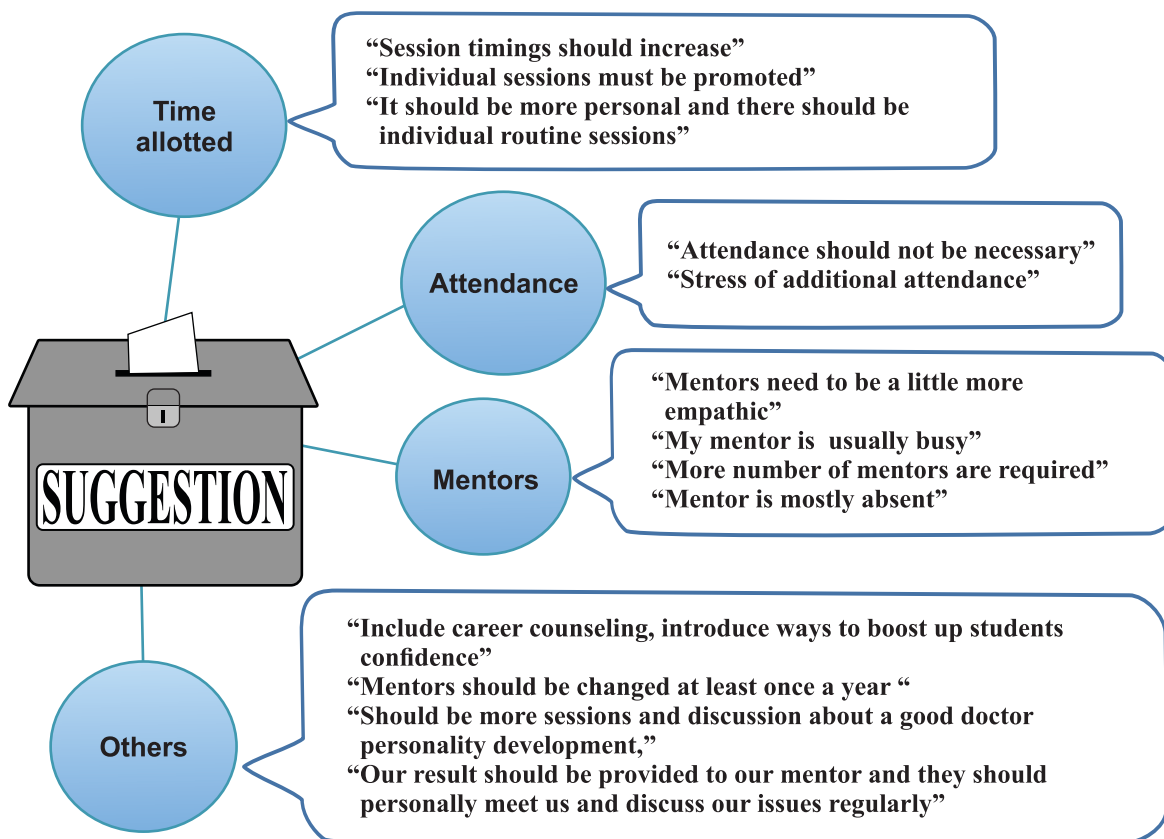 Time
allotted
“Session timings should increase”
“Individual sessions must be promoted”
“It should be more personal and there should be
individual routine sessions”
Attendance
“Attendance should not be necessary”
“Stress of additional attendance”
Mentors
“Mentors need to be a little more
empathic”
“My mentor is  usually busy”
“More number of mentors are required”
“Mentor is mostly absent”
SUGGESTION
Others
“Include career counseling, introduce ways to boost up students
confidence”
“Mentors should be changed at least once a year “
“Should be more sessions and discussion about a good doctor
personality development,”
“Our result should be provided to our mentor and they should
personally meet us and discuss our issues regularly”